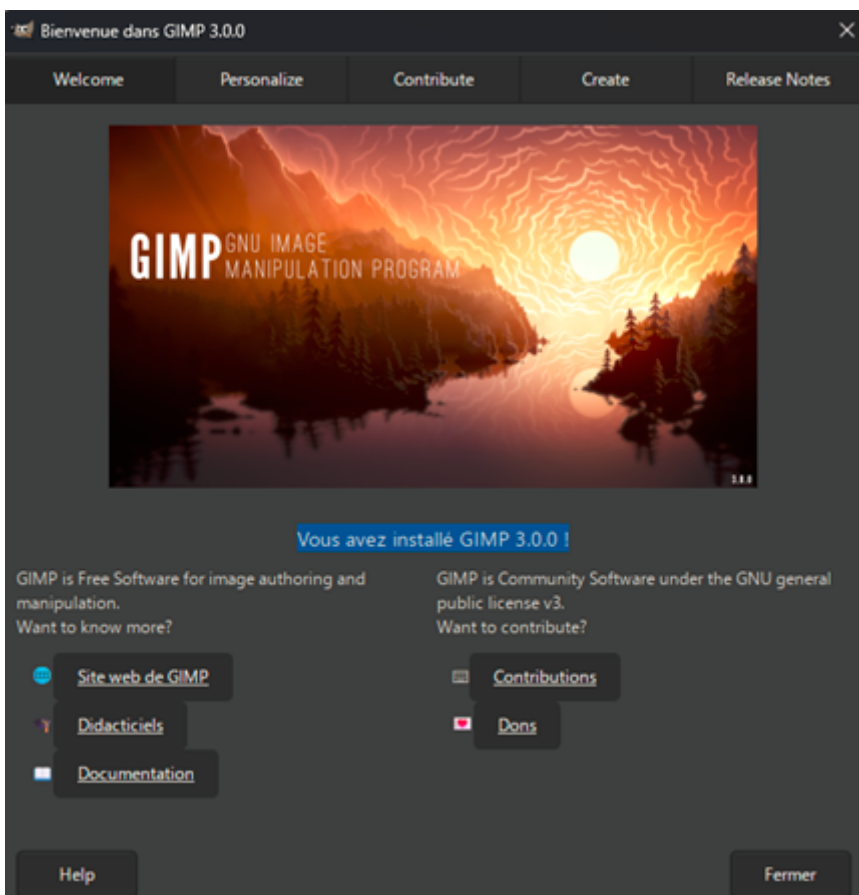 Bienvenue dans GIMP 3.0.0
Welcome
Personalize
Contribute
Create
Release Notes
GIMP GNU IMAGE
MANIPULATION PROGRAM
3.0.0
Vous avez installé GIMP 3.0.0 !
GIMP is Free Software for image authoring and
manipulation.
Want to know more?
Site web de GIMP
Didacticiels
Documentation
GIMP is Community Software under the GNU general
public license v3.
Want to contribute?
Contributions
Dons
Help
Fermer